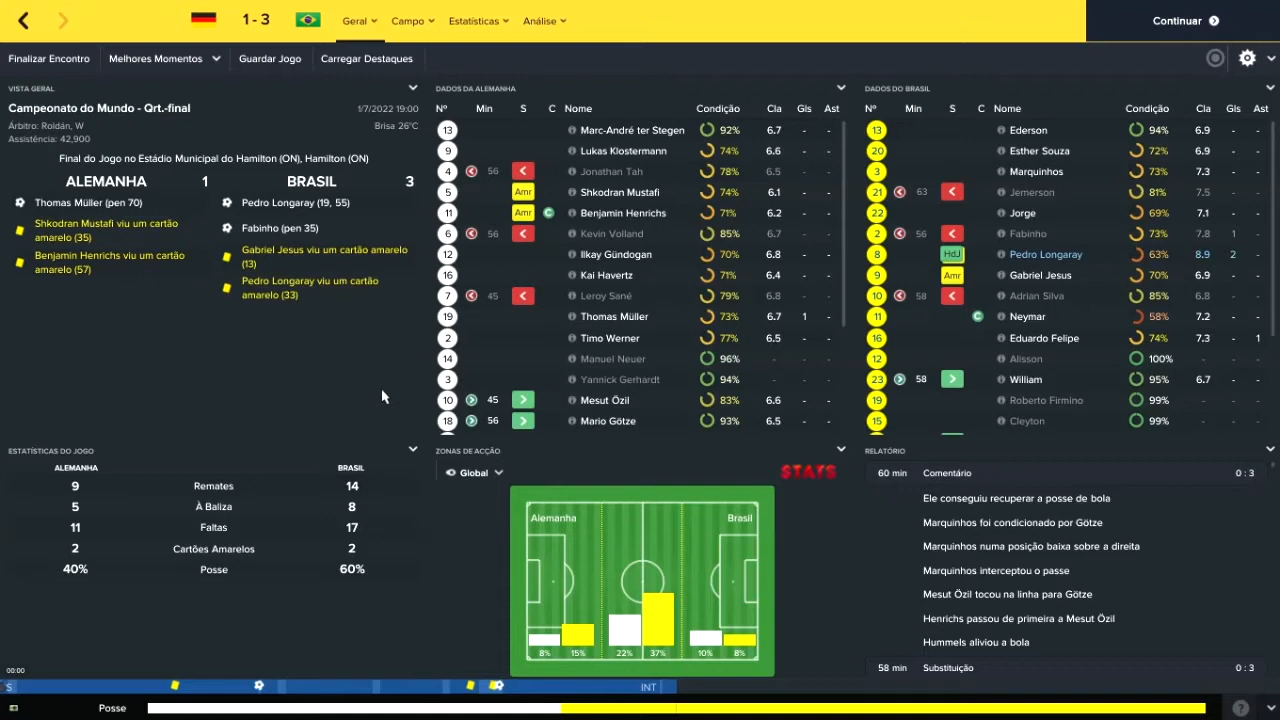 1 - 3 Geral Campo Estatísticas Análise Continuar
Finalizar Encontro Melhores Momentos Guardar Jogo Carregar Destaques
VISTA GERAL
Campeonato do Mundo - Qrt.-final 1/7/2022 19:00
Árbitro: Roldán, W Brisa 26°C
Assistência: 42,900
Final do Jogo no Estádio Municipal do Hamilton (ON), Hamilton (ON)
ALEMANHA 1 BRASIL 3
Thomas Müller (pen 70)
Shkodran Mustafi viu um cartão
amarelo (35)
Benjamin Henrichs viu um cartão
amarelo (57)
Pedro Longaray (19, 55)
Fabinho (pen 35)
Gabriel Jesus viu um cartão amarelo
(13)
Pedro Longaray viu um cartão
amarelo (33)
DADOS DA ALEMANHA
Nº Min S C Nome Condição Cla Gls Ast
13 Marc-André ter Stegen 92% 6.7 - -
9 Lukas Klostermann 74% 6.6 - -
4 56 Jonathan Tah 78% 6.5 - -
5 Amr Shkodran Mustafi 74% 6.1 - -
11 Amr C Benjamin Henrichs 71% 6.2 - -
6 56 Kevin Volland 85% 6.7 - -
12 Ilkay Gündogan 70% 6.8 - -
16 Kai Havertz 71% 6.4 - -
7 45 Leroy Sané 79% 6.8 - -
19 Thomas Müller 73% 6.7 1 -
2 Timo Werner 77% 6.5 - -
14 Manuel Neuer 96% - - -
3 Yannick Gerhardt 94% - - -
10 45 Mesut Özil 83% 6.6 - -
18 56 Mario Götze 93% 6.5 - -
DADOS DO BRASIL
Nº Min S C Nome Condição Cla Gls Ast
13 Ederson 94% 6.9 - -
20 Esther Souza 72% 6.9 - -
3 Marquinhos 73% 7.3 - -
21 63 Jemerson 81% 7.5 - -
22 Jorge 69% 7.1 - -
2 56 Fabinho 73% 7.8 1 -
8 HdJ Pedro Longaray 63% 8.9 2 -
9 Amr Gabriel Jesus 70% 6.9 - -
10 58 Adrian Silva 85% 6.8 - -
11 C Neymar 58% 7.2 - -
16 Eduardo Felipe 74% 7.3 - 1
12 Alisson 100% - - -
23 58 William 95% 6.7 - -
19 Roberto Firmino 99% - - -
15 Cleyton 99% - - -
ESTATÍSTICAS DO JOGO
ALEMANHA BRASIL
9 Remates 14
5 À Baliza 8
11 Faltas 17
2 Cartões Amarelos 2
40% Posse 60%
ZONAS DE ACÇÃO
Global STATS
Alemanha Brasil
8% 15% 22% 37% 10% 8%
RELATÓRIO
60 min Comentário 0 : 3
Ele conseguiu recuperar a posse de bola
Marquinhos foi condicionado por Götze
Marquinhos numa posição baixa sobre a direita
Marquinhos interceptou o passe
Mesut Özil tocou na linha para Götze
Henrichs passou de primeira a Mesut Özil
Hummels aliviou a bola
58 min Substituição 0 : 3
00:00
S INT
Posse ?